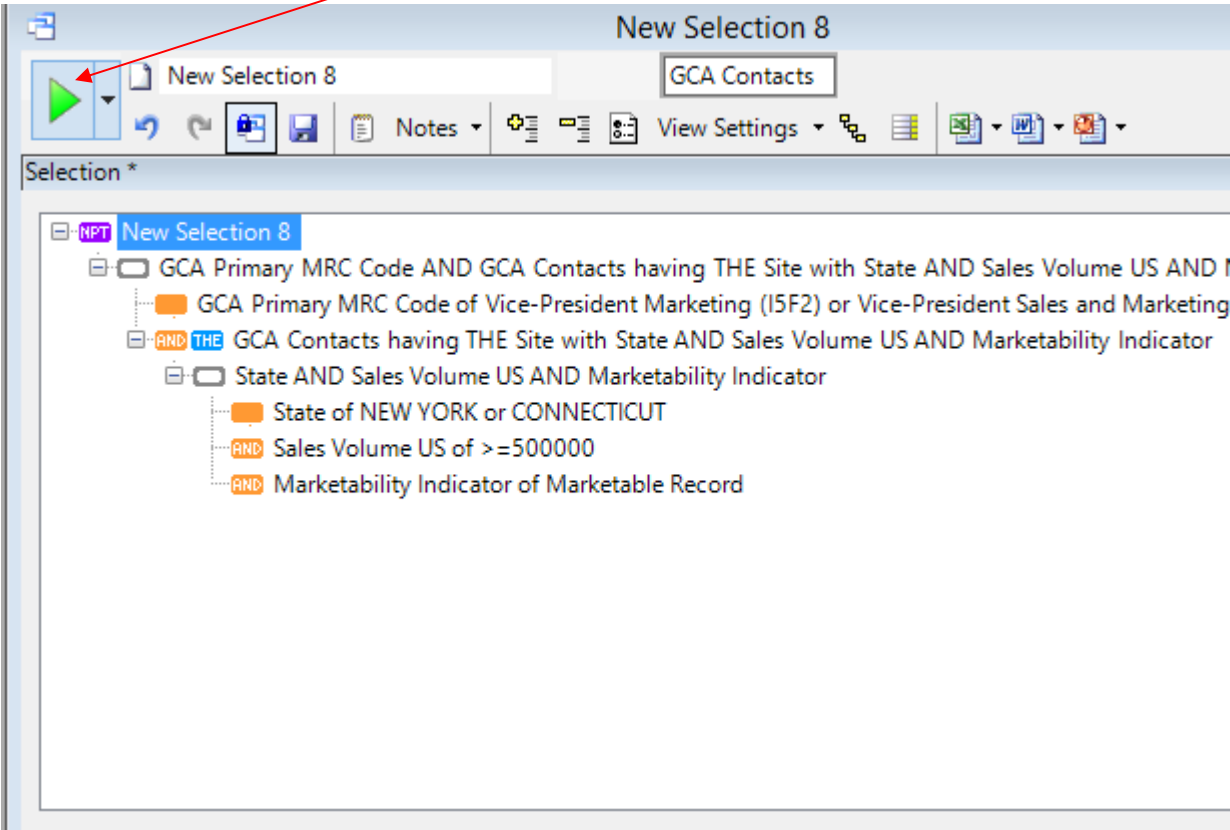 New Selection 8
New Selection 8 GCA Contacts
Notes View Settings
Selection *
NPT New Selection 8
GCA Primary MRC Code AND GCA Contacts having THE Site with State AND Sales Volume US AND
GCA Primary MRC Code of Vice-President Marketing (I5F2) or Vice-President Sales and Marketing
AND THE GCA Contacts having THE Site with State AND Sales Volume US AND Marketability Indicator
State AND Sales Volume US AND Marketability Indicator
State of NEW YORK or CONNECTICUT
AND Sales Volume US of >=500000
AND Marketability Indicator of Marketable Record